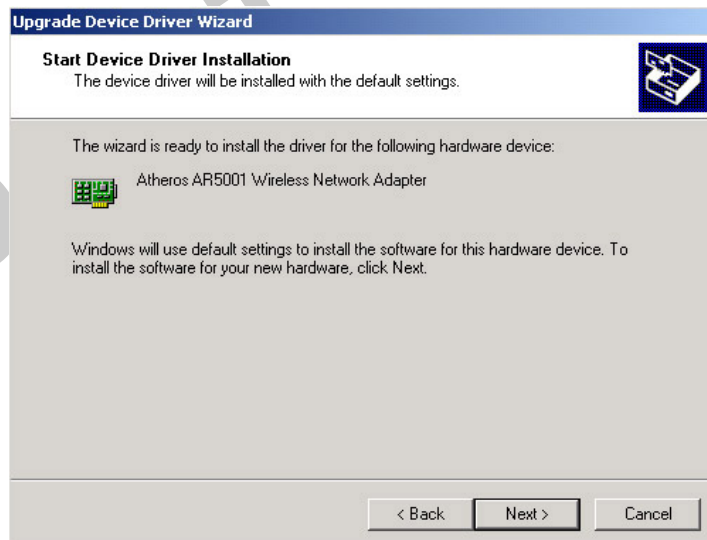 Upgrade Device Driver Wizard
Start Device Driver Installation
The device driver will be installed with the default settings.
The wizard is ready to install the driver for the following hardware device:
Atheros AR5001 Wireless Network Adapter
Windows will use default settings to install the software for this hardware device. To
install the software for your new hardware, click Next.
< Back Next > Cancel